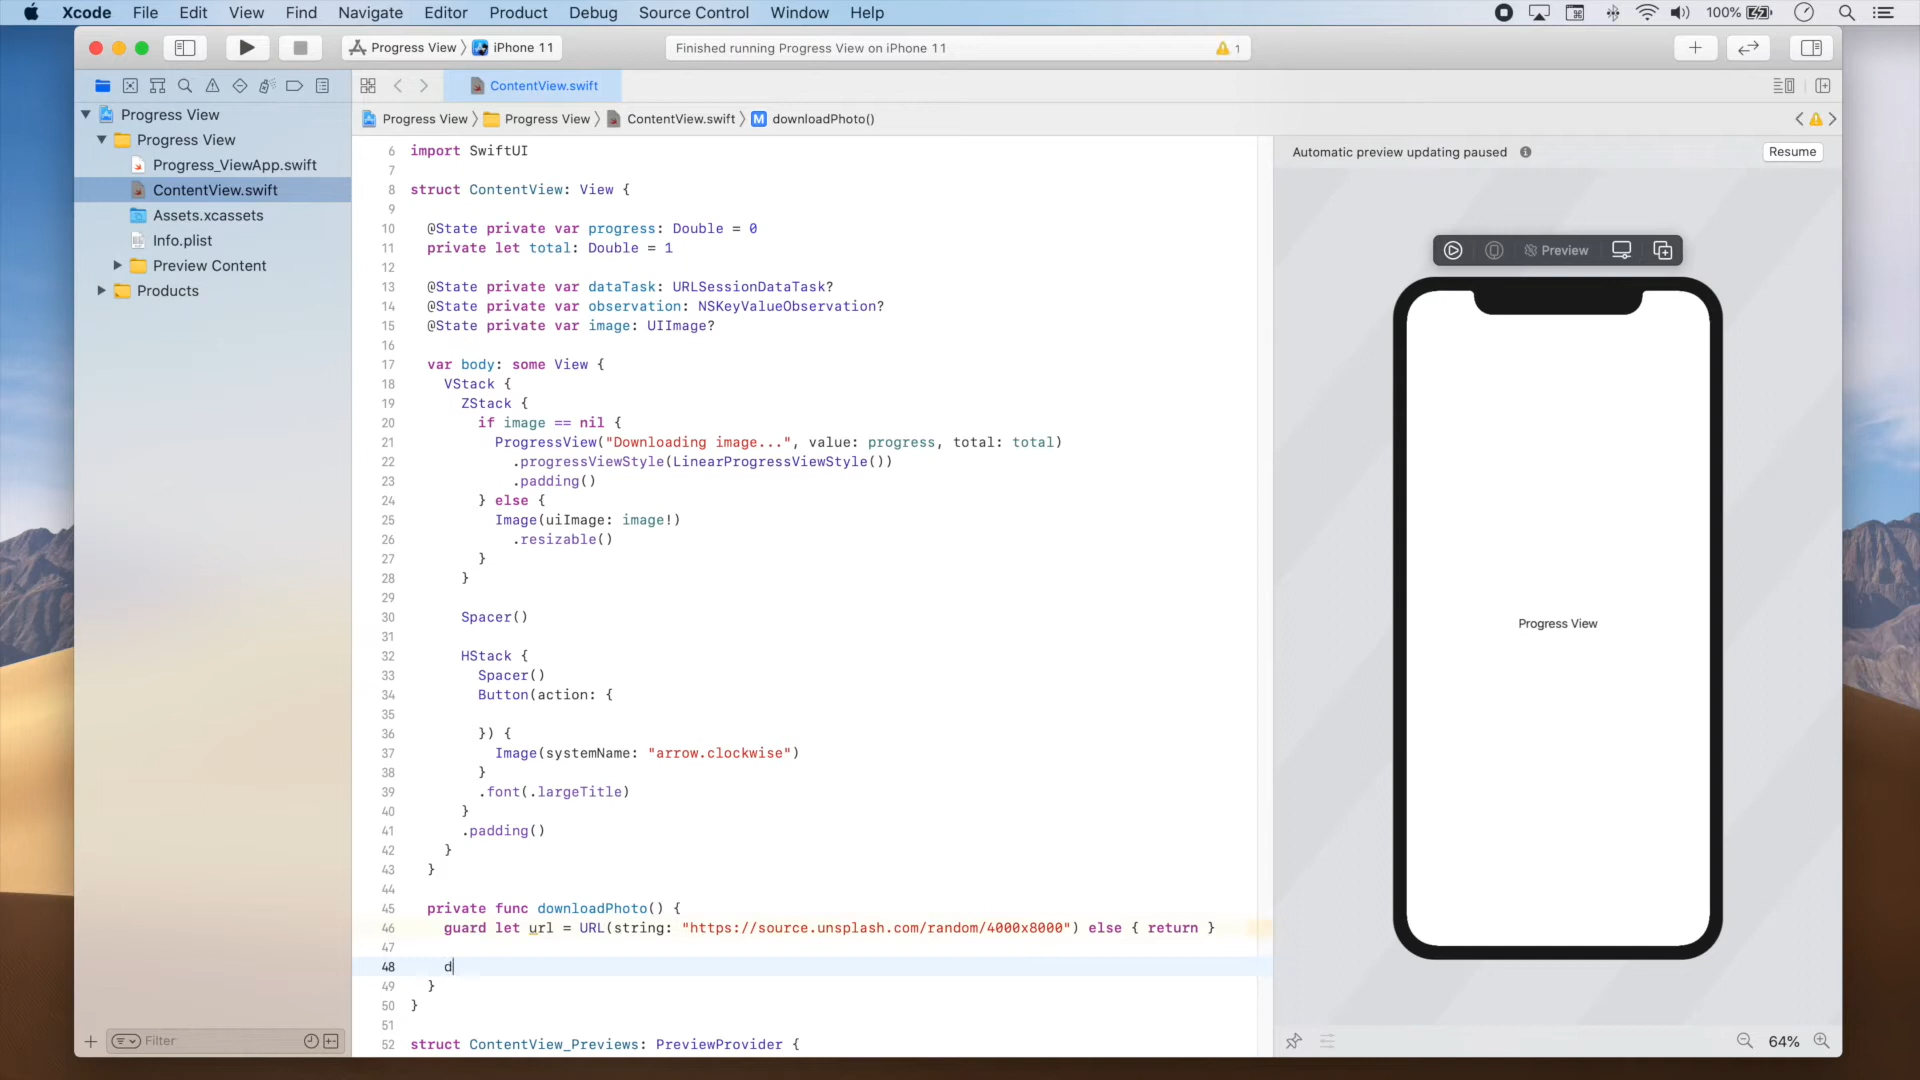 Xcode File Edit View Find Navigate Editor Product Debug Source Control Window Help 100%
Progress View iPhone 11 Finished running Progress View on iPhone 11 1
ContentView.swift
Progress View Progress View ContentView.swift M downloadPhoto()
Progress View
Progress View
Progress_ViewApp.swift
ContentView.swift
Assets.xcassets
Info.plist
Preview Content
Products
Filter
6 import SwiftUI
7
8 struct ContentView: View {
9
10 @State private var progress: Double = 0
11 private let total: Double = 1
12
13 @State private var dataTask: URLSessionDataTask?
14 @State private var observation: NSKeyValueObservation?
15 @State private var image: UIImage?
16
17 var body: some View {
18 VStack {
19 ZStack {
20 if image == nil {
21 ProgressView("Downloading image...", value: progress, total: total)
22 .progressViewStyle(LinearProgressViewStyle())
23 .padding()
24 } else {
25 Image(uiImage: image!)
26 .resizable()
27 }
28 }
29
30 Spacer()
31
32 HStack {
33 Spacer()
34 Button(action: {
35
36 }) {
37 Image(systemName: "arrow.clockwise")
38 }
39 .font(.largeTitle)
40 }
41 .padding()
42 }
43 }
44
45 private func downloadPhoto() {
46 guard let url = URL(string: "https://source.unsplash.com/random/4000x8000") else { return }
47
48 d
49 }
50 }
51
52 struct ContentView_Previews: PreviewProvider {
Automatic preview updating paused Resume
Preview
Progress View
64%